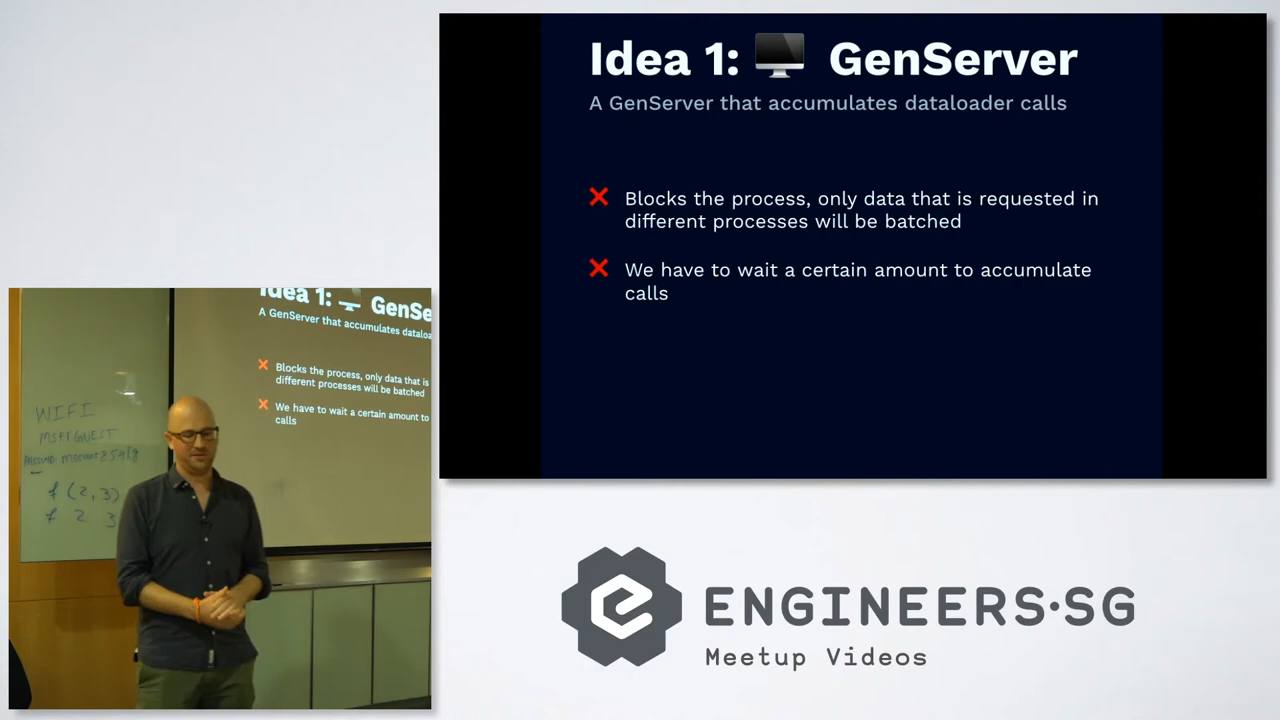 Idea 1: 🖥️ GenServer
A GenServer that accumulates dataloader calls
❌ Blocks the process, only data that is requested in
different processes will be batched
❌ We have to wait a certain amount to accumulate
calls
Idea 1: 🖥️ GenSe
A GenServer that accumulates dataloa
❌ Blocks the process, only data that is
different processes will be batched
❌ We have to wait a certain amount to
calls
WIFI
MSFTGUEST
f (2, 3)
f 2 3
ENGINEERS·SG
Meetup Videos